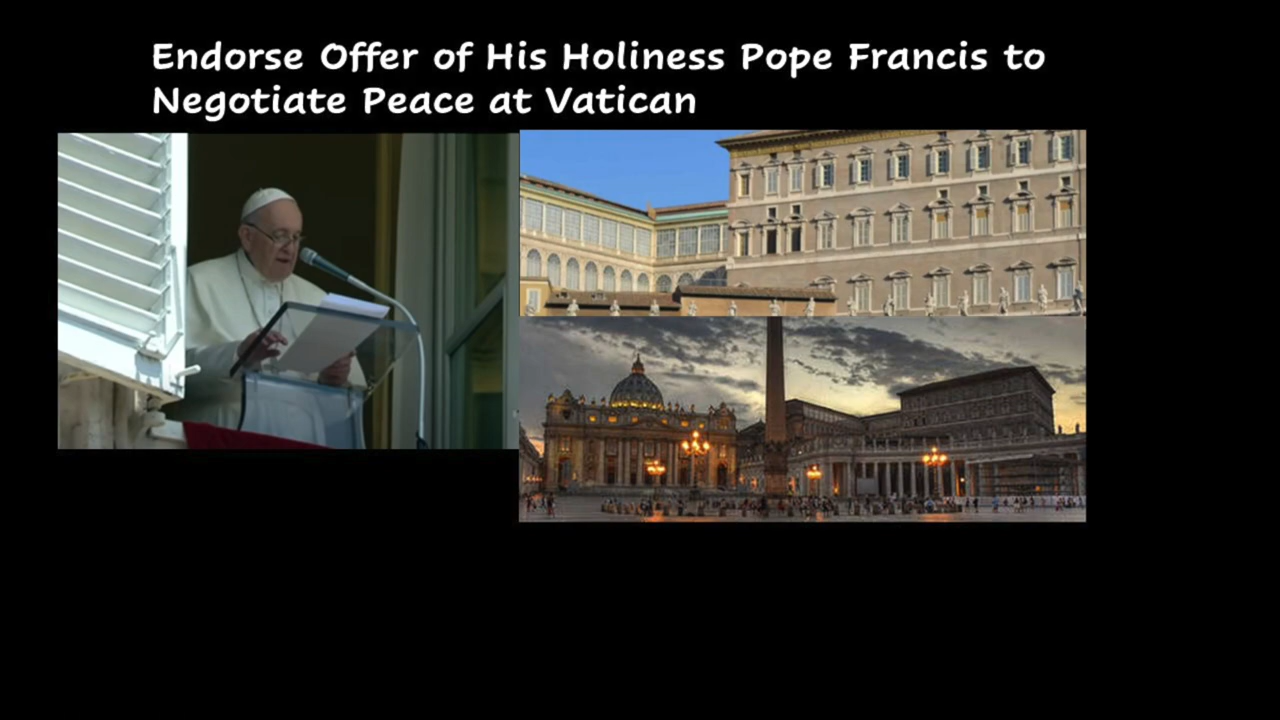 Endorse Offer of His Holiness Pope Francis to
Negotiate Peace at Vatican